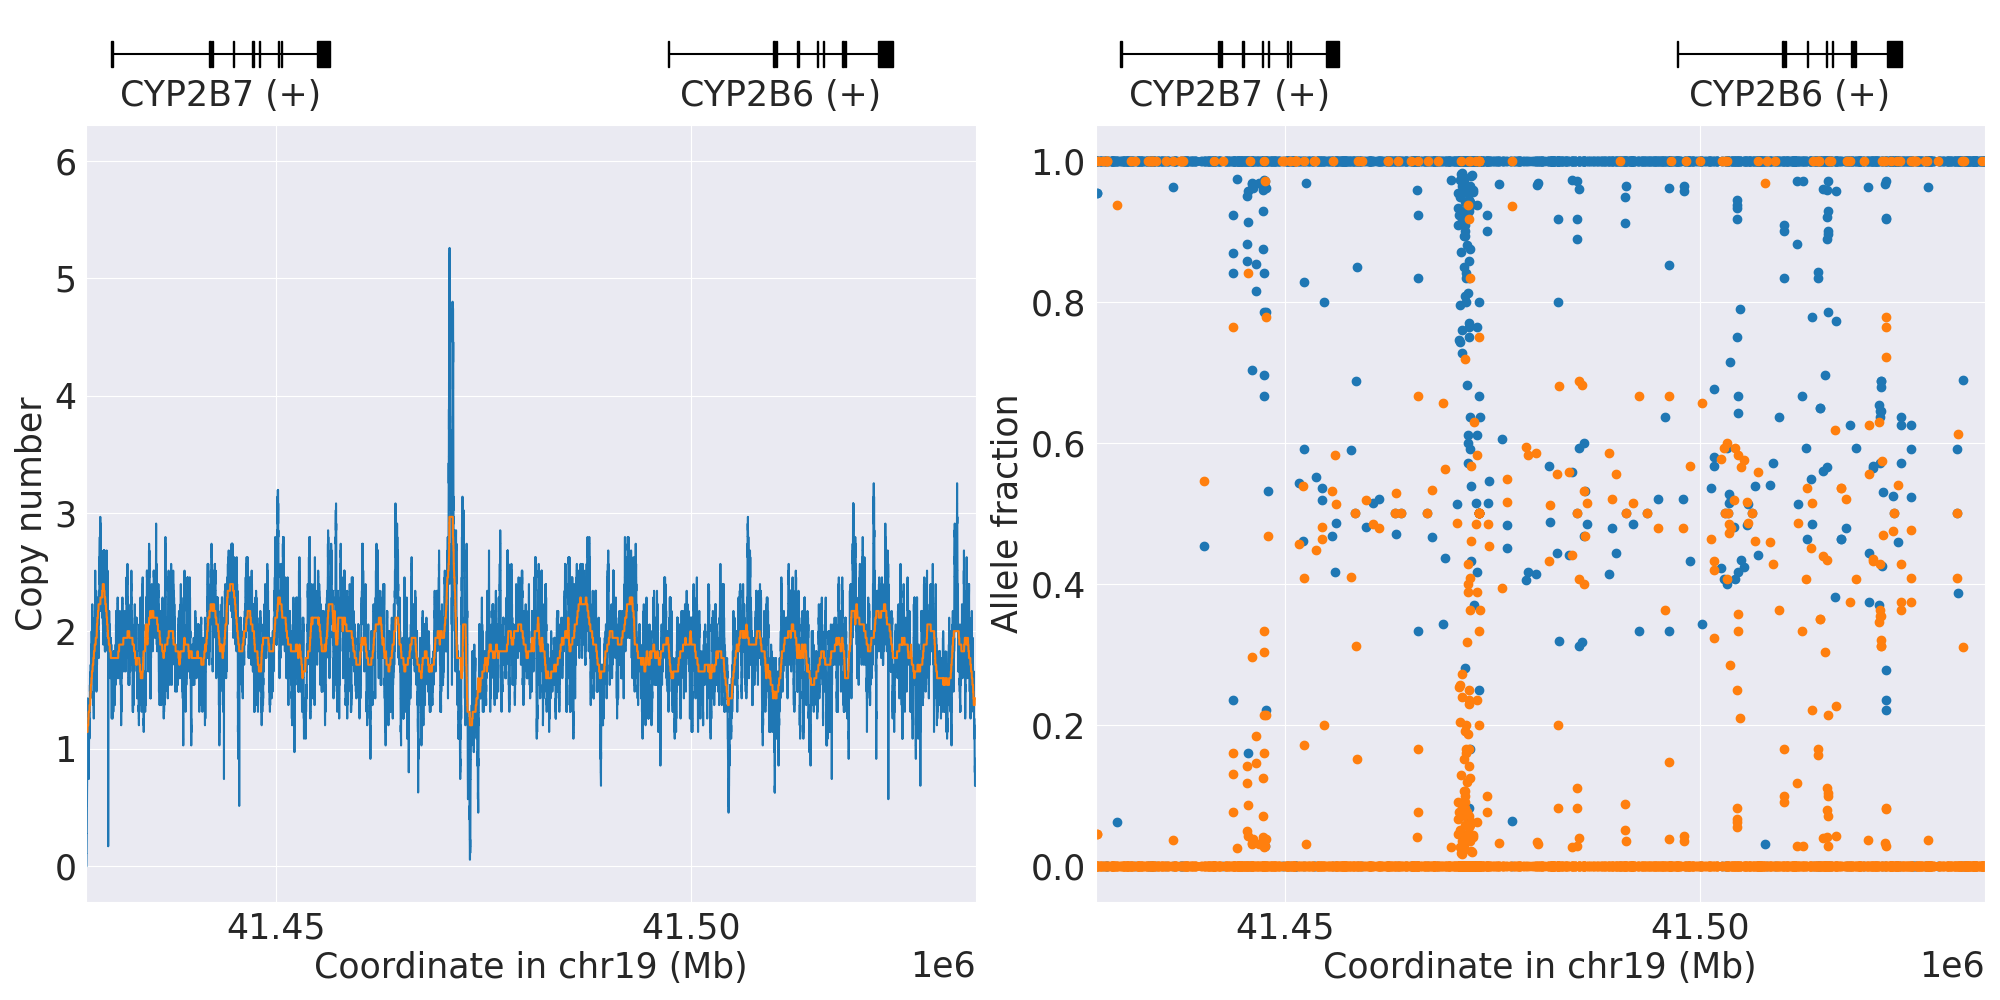 CYP2B7 (+) CYP2B6 (+)
CYP2B7 (+) CYP2B6 (+)
Copy number
6
5
4
3
2
1
0
41.45 41.50
Coordinate in chr19 (Mb) 1e6
Allele fraction
1.0
0.8
0.6
0.4
0.2
0.0
41.45 41.50
Coordinate in chr19 (Mb) 1e6